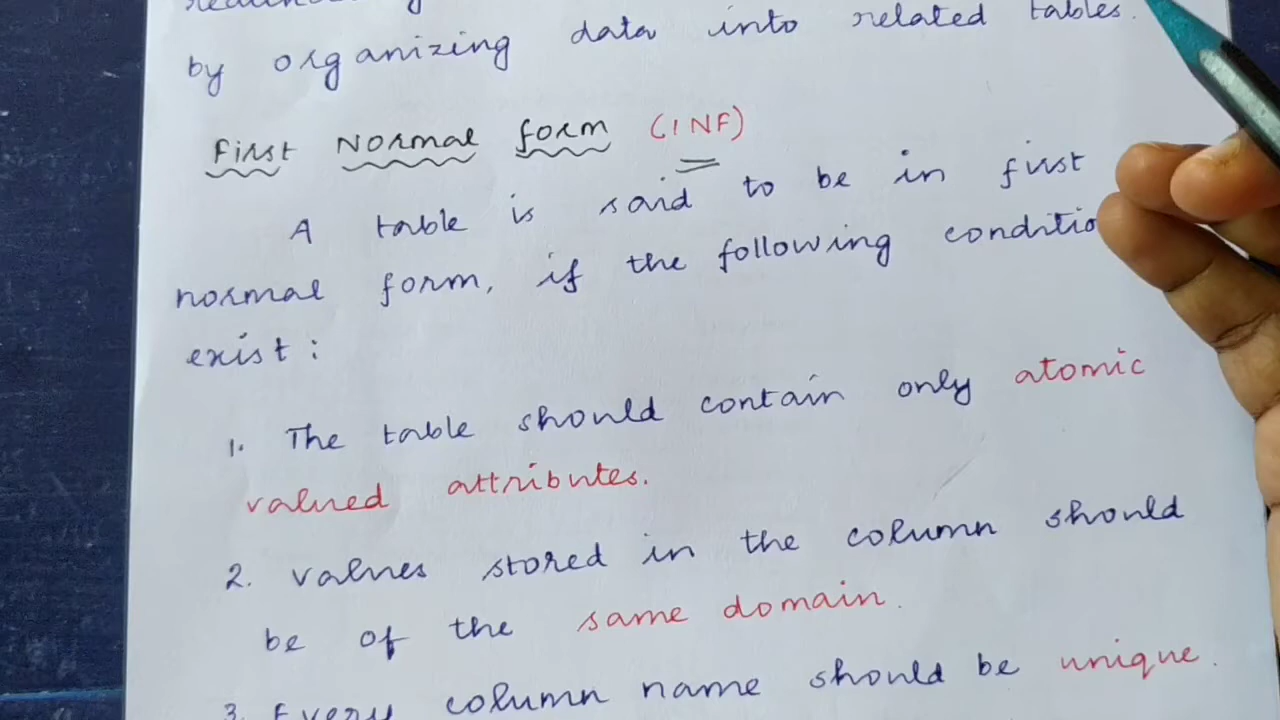 by organizing data into related tables.
First Normal form (1NF)
A table is said to be in first
normal form, if the following conditio
exist :
1. The table should contain only atomic
valued attributes.
2. values stored in the column should
be of the same domain.
3. Every column name should be unique.